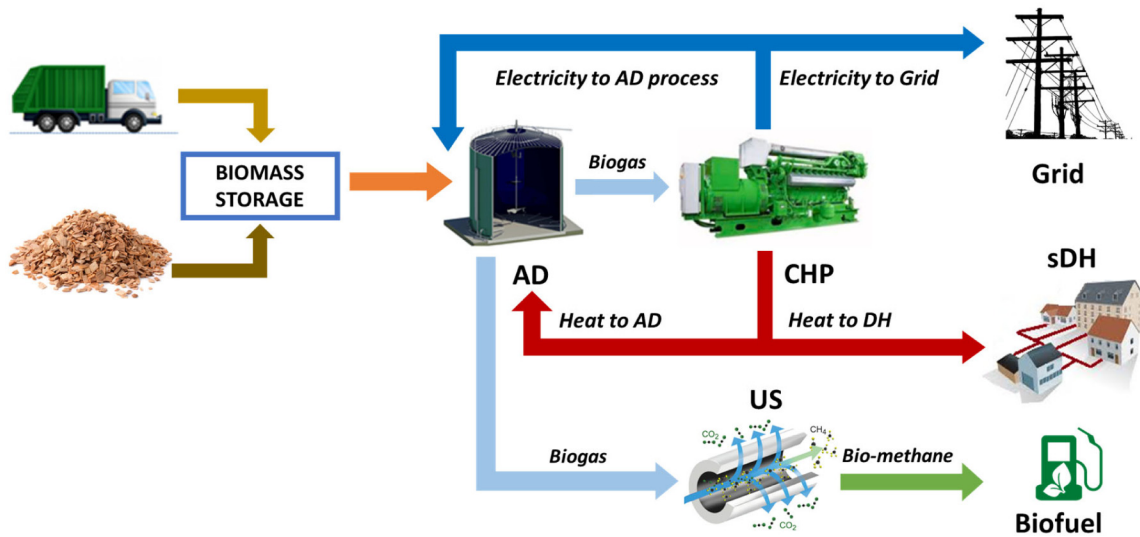 Electricity to AD process
Electricity to Grid
BIOMASS
STORAGE
Biogas
Grid
AD
CHP
sDH
Heat to AD
Heat to DH
US
CO2
CH4
Biogas
Bio-methane
CO2
Biofuel